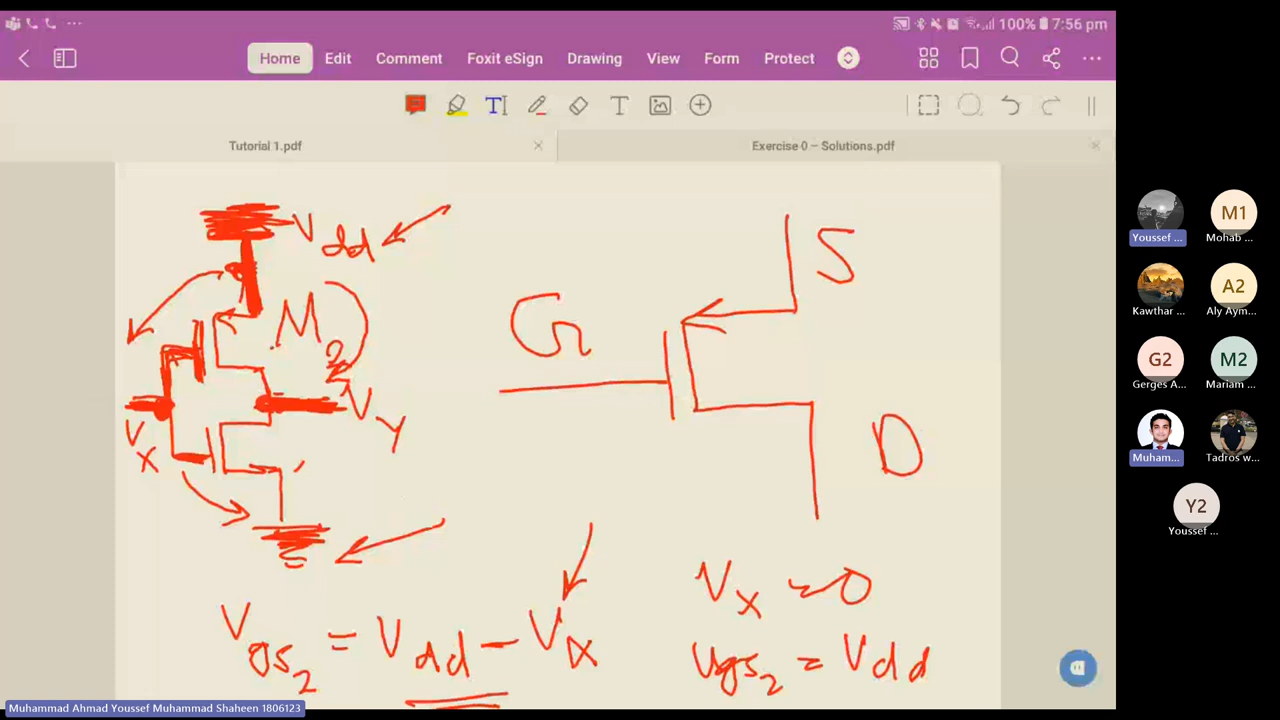 100% 7:56 pm
Home Edit Comment Foxit eSign Drawing View Form Protect
Tutorial 1.pdf
Exercise 0 – Solutions.pdf
Vdd
M2
VY
VX
S
G
D
Vgs2 = Vdd - VX
VX = 0
Vgs2 = Vdd
Youssef ...
M1
Mohab ...
Kawthar ...
A2
Aly Aym...
G2
Gerges A...
M2
Mariam ...
Muham...
Tadros w...
Y2
Youssef ...
Muhammad Ahmad Youssef Muhammad Shaheen 1806123